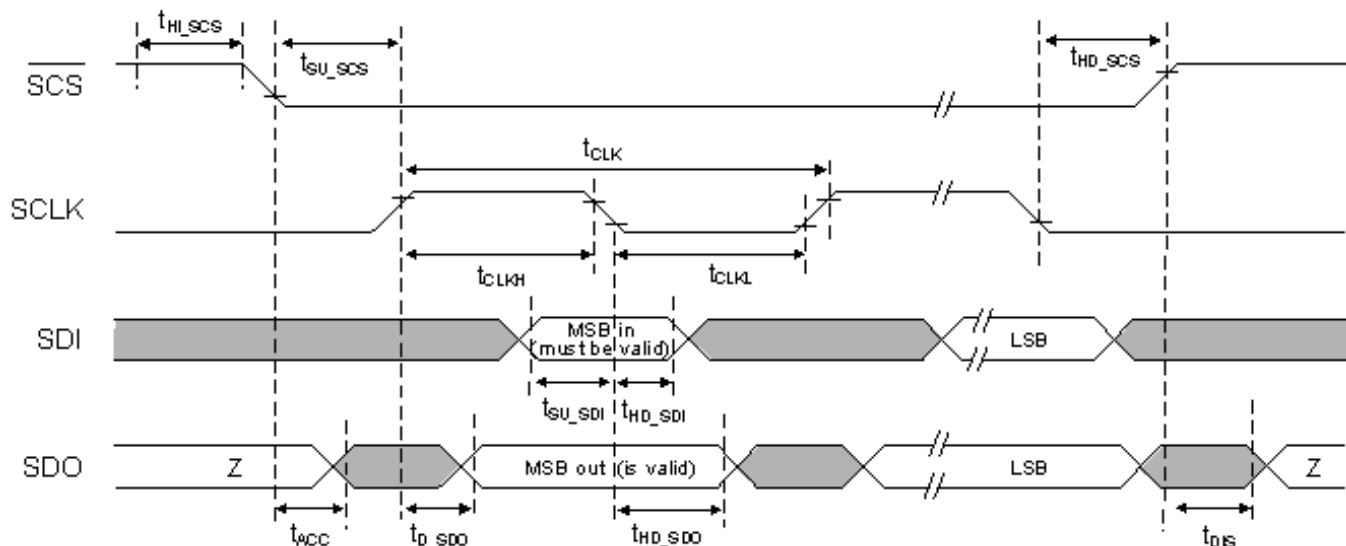 tHI_SCS
tSU_SCS
tHD_SCS
SCS
tCLK
SCLK
tCLKH
tCLKL
SDI
MSB in
(must be valid)
LSB
tSU_SDI
tHD_SDI
SDO
Z
MSB out (is valid)
LSB
Z
tACC
tD_SDO
tHD_SDO
tDIS